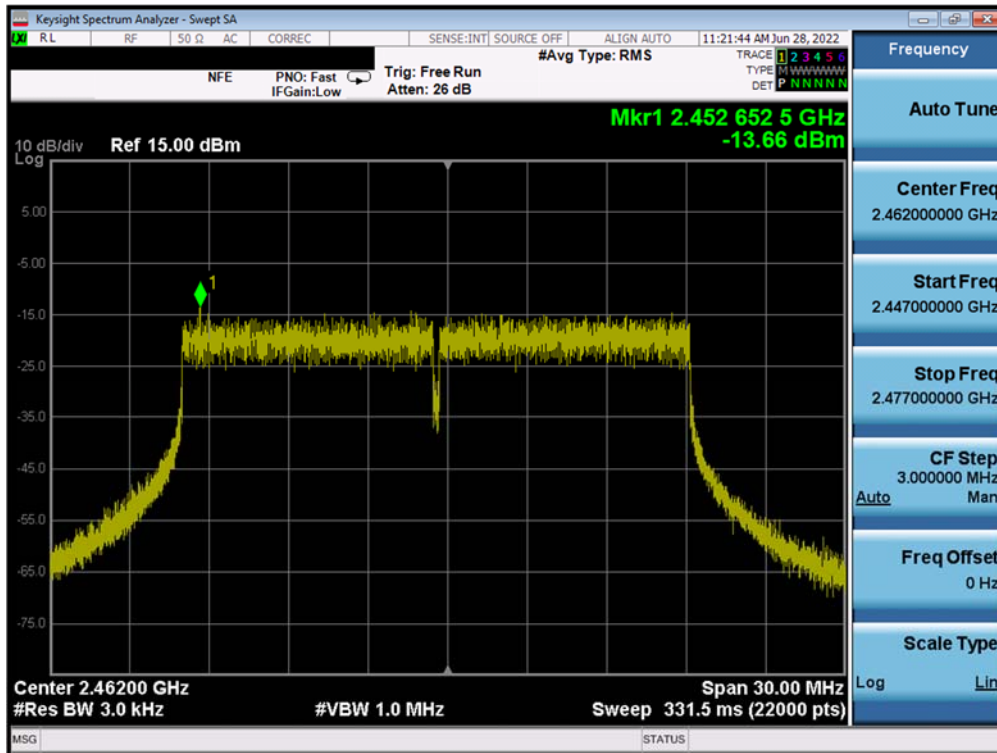 Keysight Spectrum Analyzer - Swept SA
LXI RL RF 50 Ω AC CORREC SENSE:INT SOURCE OFF ALIGN AUTO 11:21:44 AM Jun 28, 2022
#Avg Type: RMS TRACE 1 2 3 4 5 6
NFE PNO: Fast Trig: Free Run TYPE M WWWWW
IFGain:Low Atten: 26 dB DET P N N N N N
Mkr1 2.452 652 5 GHz
-13.66 dBm
10 dB/div Ref 15.00 dBm
Log
5.00
-5.00
1
-15.0
-25.0
-35.0
-45.0
-55.0
-65.0
-75.0
Center 2.46200 GHz Span 30.00 MHz
#Res BW 3.0 kHz #VBW 1.0 MHz Sweep 331.5 ms (22000 pts)
MSG STATUS
Frequency
Auto Tune
Center Freq
2.462000000 GHz
Start Freq
2.447000000 GHz
Stop Freq
2.477000000 GHz
CF Step
3.000000 MHz
Auto Man
Freq Offset
0 Hz
Scale Type
Log Lin